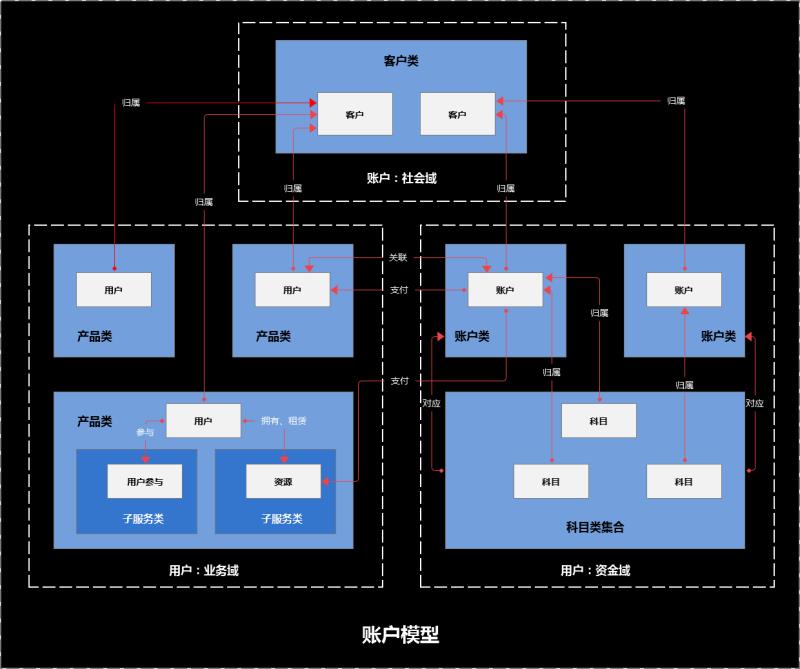 客户类
归属
客户
客户
归属
账户：社会域
归属
归属
归属
关联
用户
用户
支付
账户
账户
归属
产品类
产品类
账户类
账户类
归属
支付
归属
对应
对应
产品类
用户
拥有、租赁
参与
科目
用户参与
资源
科目
科目
子服务类
子服务类
科目类集合
用户：业务域
用户：资金域
账户模型